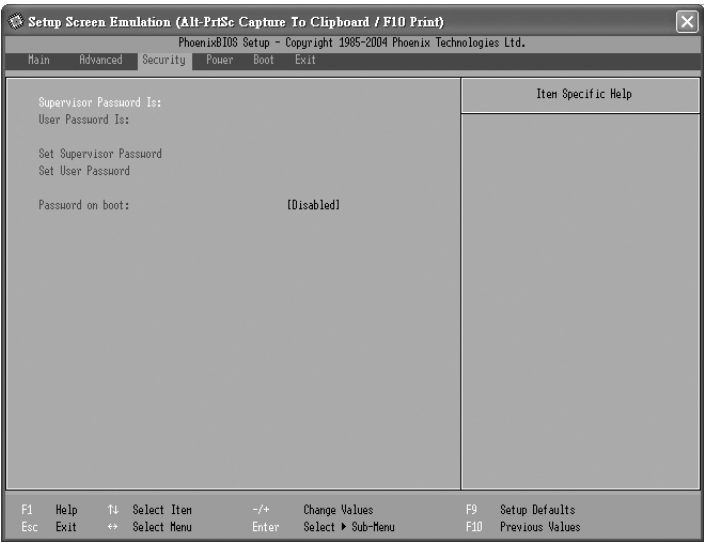 Setup Screen Emulation (Alt-PrtSc Capture To Clipboard / F10 Print)
PhoenixBIOS Setup - Copyright 1985-2004 Phoenix Technologies Ltd.
Main Advanced Security Power Boot Exit
Item Specific Help
Supervisor Password Is:
User Password Is:
Set Supervisor Password
Set User Password
Password on boot: [Disabled]
F1 Help ↑↓ Select Item -/+ Change Values F9 Setup Defaults
Esc Exit ↔ Select Menu Enter Select ▶ Sub-Menu F10 Previous Values